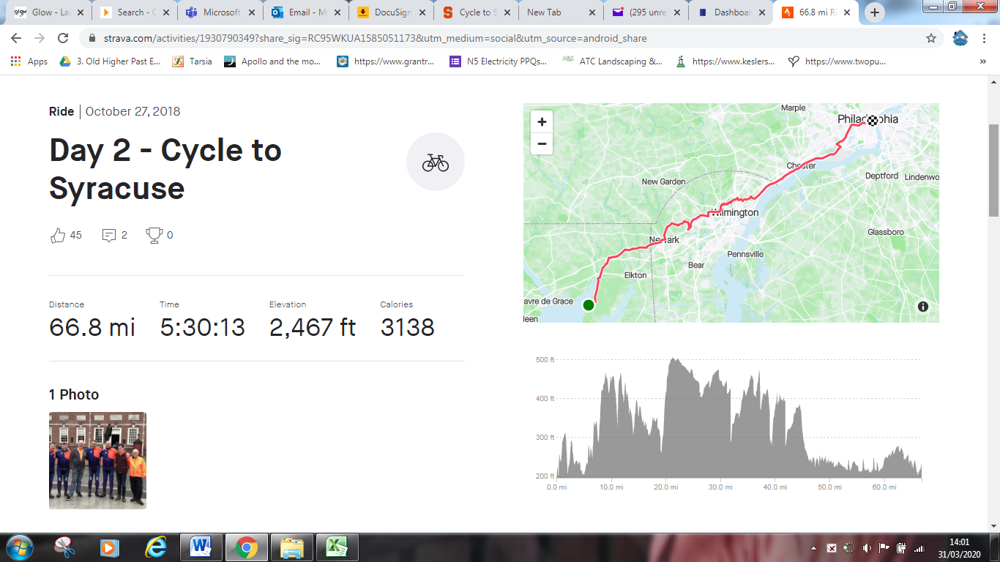 Glow - La
Search - C
Microsoft
Email - M
DocuSign
Cycle to S
New Tab
(295 unre
Dashboar
66.8 mi Ri
strava.com/activities/1930790349?share_sig=RC95WKUA1585051173&utm_medium=social&utm_source=android_share
Apps
3. Old Higher Past E...
Tarsia
Apollo and the mo...
https://www.grantr...
N5 Electricity PPQs...
ATC Landscaping &...
https://www.keslers...
https://www.twopu...
»
Ride | October 27, 2018
Day 2 - Cycle to
Syracuse
45
2
0
Distance
Time
Elevation
Calories
66.8 mi
5:30:13
2,467 ft
3138
1 Photo
+
−
Marple
Philadelphia
Chester
New Garden
Deptford
Lindenwo
Wilmington
Glassboro
Newark
Pennsville
Bear
Elkton
avre de Grace
leen
500 ft
400 ft
300 ft
200 ft
0.0 mi
10.0 mi
20.0 mi
30.0 mi
40.0 mi
50.0 mi
60.0 mi
14:01
31/03/2020